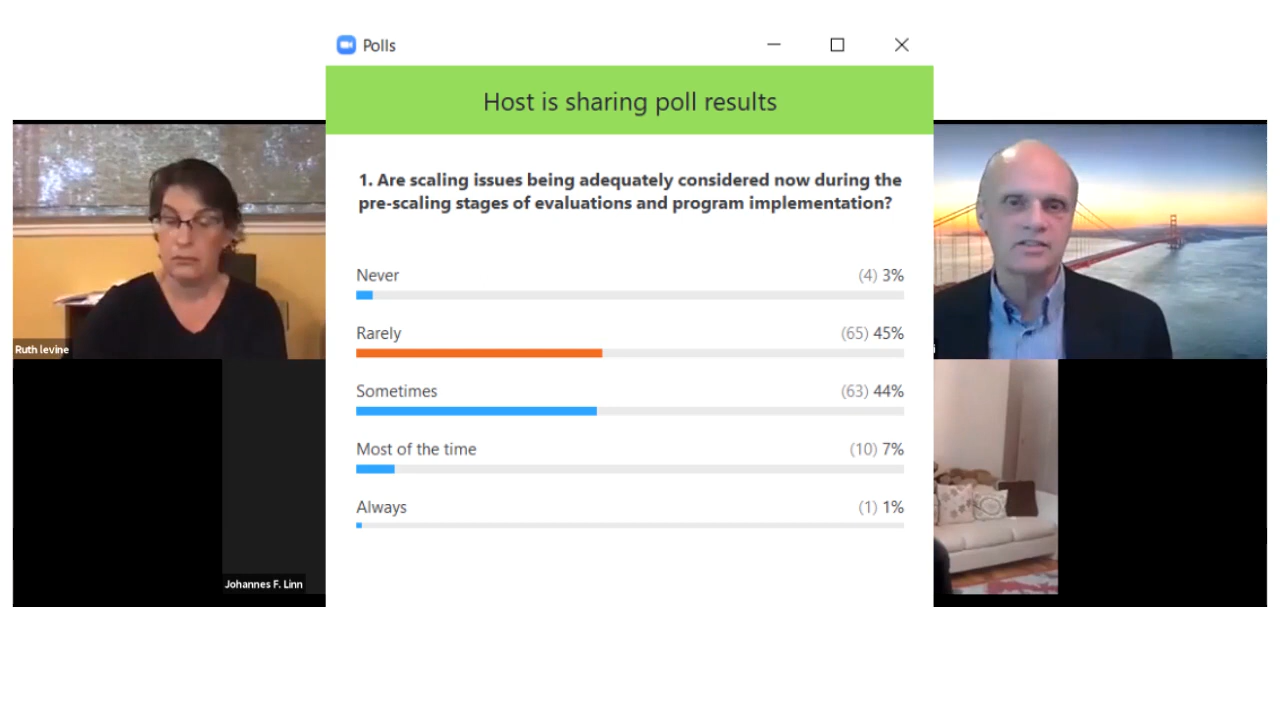 Polls
Host is sharing poll results
1. Are scaling issues being adequately considered now during the
pre-scaling stages of evaluations and program implementation?
Never (4) 3%
Rarely (65) 45%
Sometimes (63) 44%
Most of the time (10) 7%
Always (1) 1%
Ruth levine
Johannes F. Linn